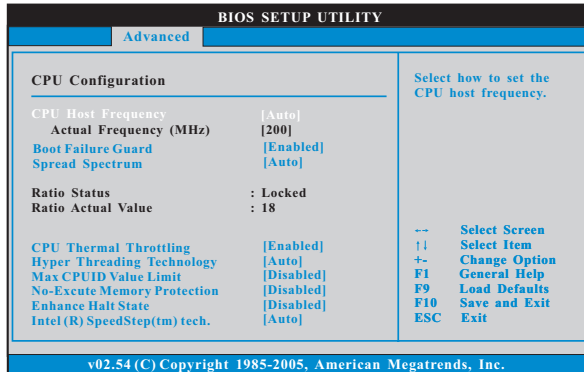 BIOS SETUP UTILITY
Advanced
CPU Configuration
CPU Host Frequency [Auto]
Actual Frequency (MHz) [200]
Boot Failure Guard [Enabled]
Spread Spectrum [Auto]
Ratio Status : Locked
Ratio Actual Value : 18
CPU Thermal Throttling [Enabled]
Hyper Threading Technology [Auto]
Max CPUID Value Limit [Disabled]
No-Excute Memory Protection [Disabled]
Enhance Halt State [Disabled]
Intel (R) SpeedStep(tm) tech. [Auto]
Select how to set the
CPU host frequency.
←→ Select Screen
↑↓ Select Item
+- Change Option
F1 General Help
F9 Load Defaults
F10 Save and Exit
ESC Exit
v02.54 (C) Copyright 1985-2005, American Megatrends, Inc.